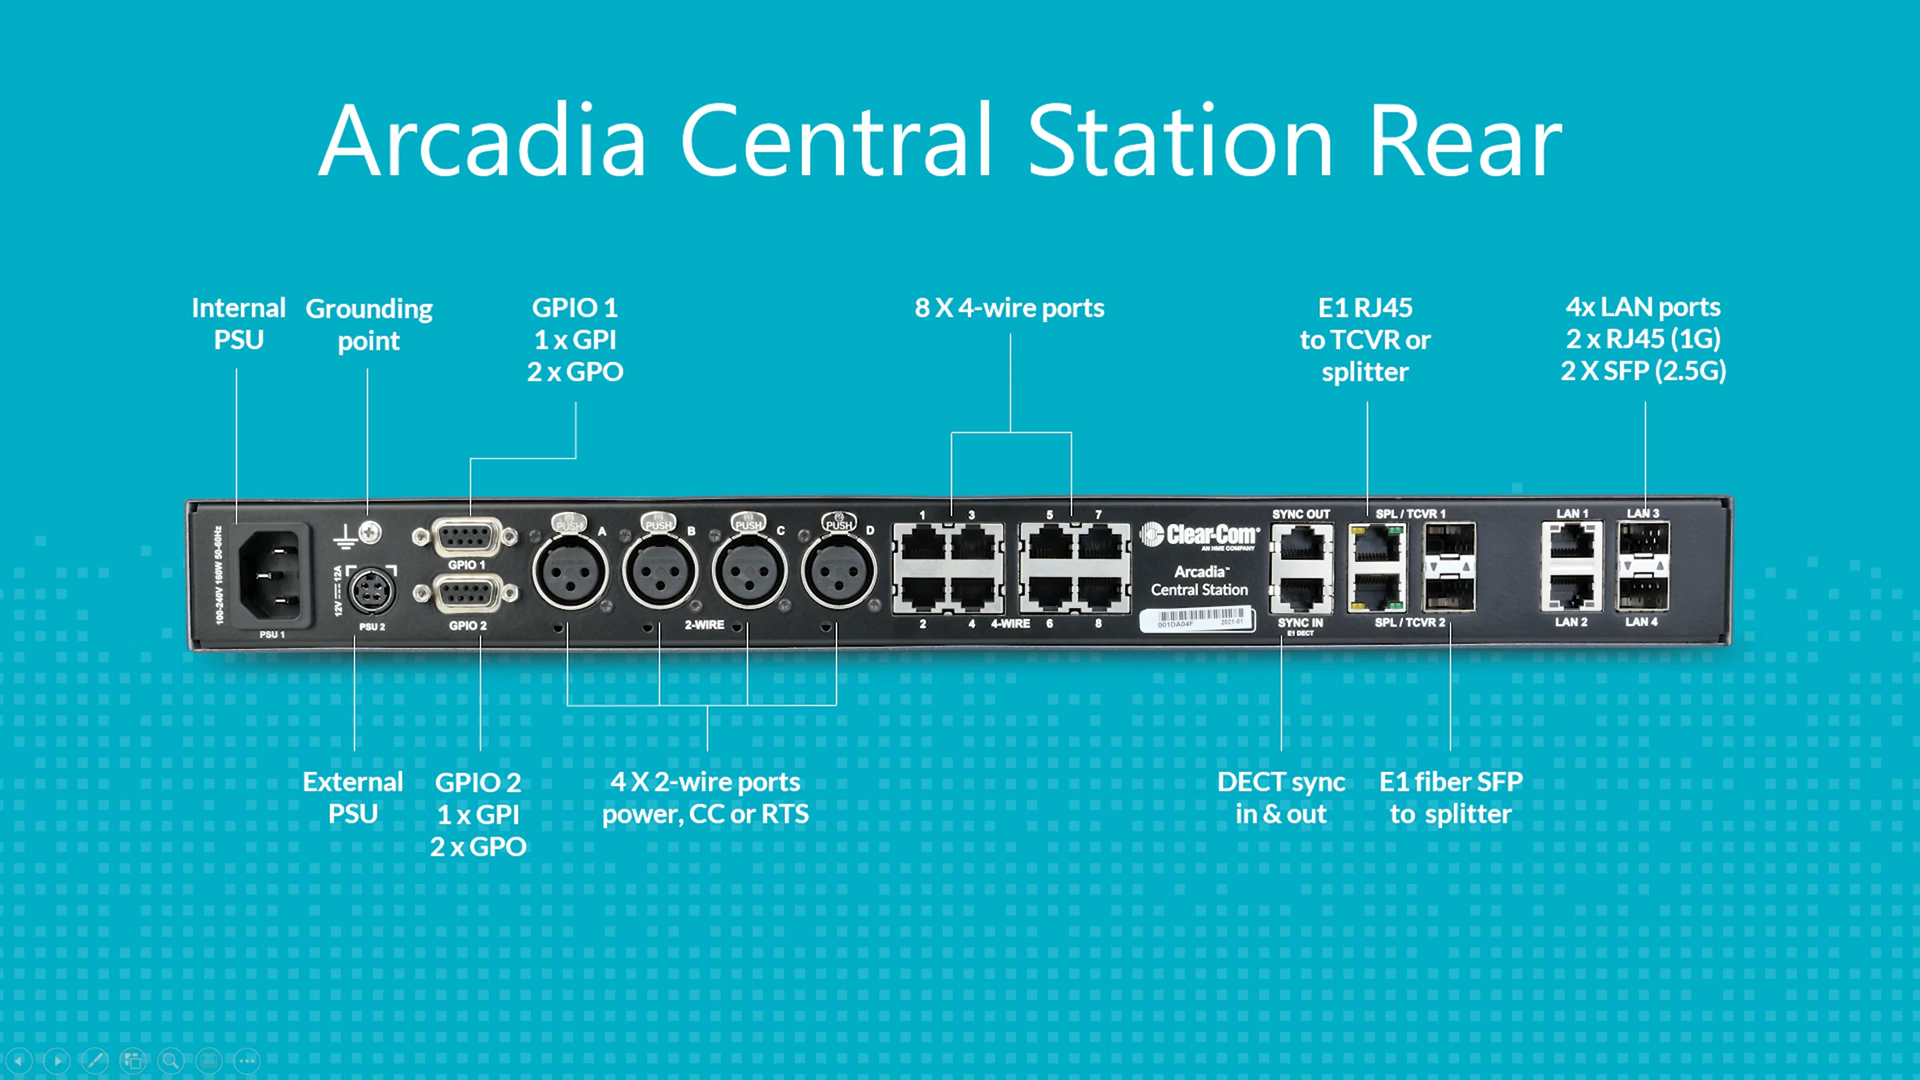 Arcadia Central Station Rear
Internal
PSU
Grounding
point
GPIO 1
1 x GPI
2 x GPO
8 X 4-wire ports
E1 RJ45
to TCVR or
splitter
4x LAN ports
2 x RJ45 (1G)
2 X SFP (2.5G)
100-240V 160W 50-60Hz
PSU 1
12V 12A
PSU 2
GPIO 1
GPIO 2
PUSH
A
PUSH
B
PUSH
C
PUSH
D
2-WIRE
1 3
5 7
2 4 4-WIRE 6 8
Clear-Com
AN HME COMPANY
Arcadia™
Central Station
001DA04F 2021-01
SYNC OUT
SYNC IN
E1 DECT
SPL / TCVR 1
SPL / TCVR 2
LAN 1
LAN 2
LAN 3
LAN 4
External
PSU
GPIO 2
1 x GPI
2 x GPO
4 X 2-wire ports
power, CC or RTS
DECT sync
in & out
E1 fiber SFP
to splitter